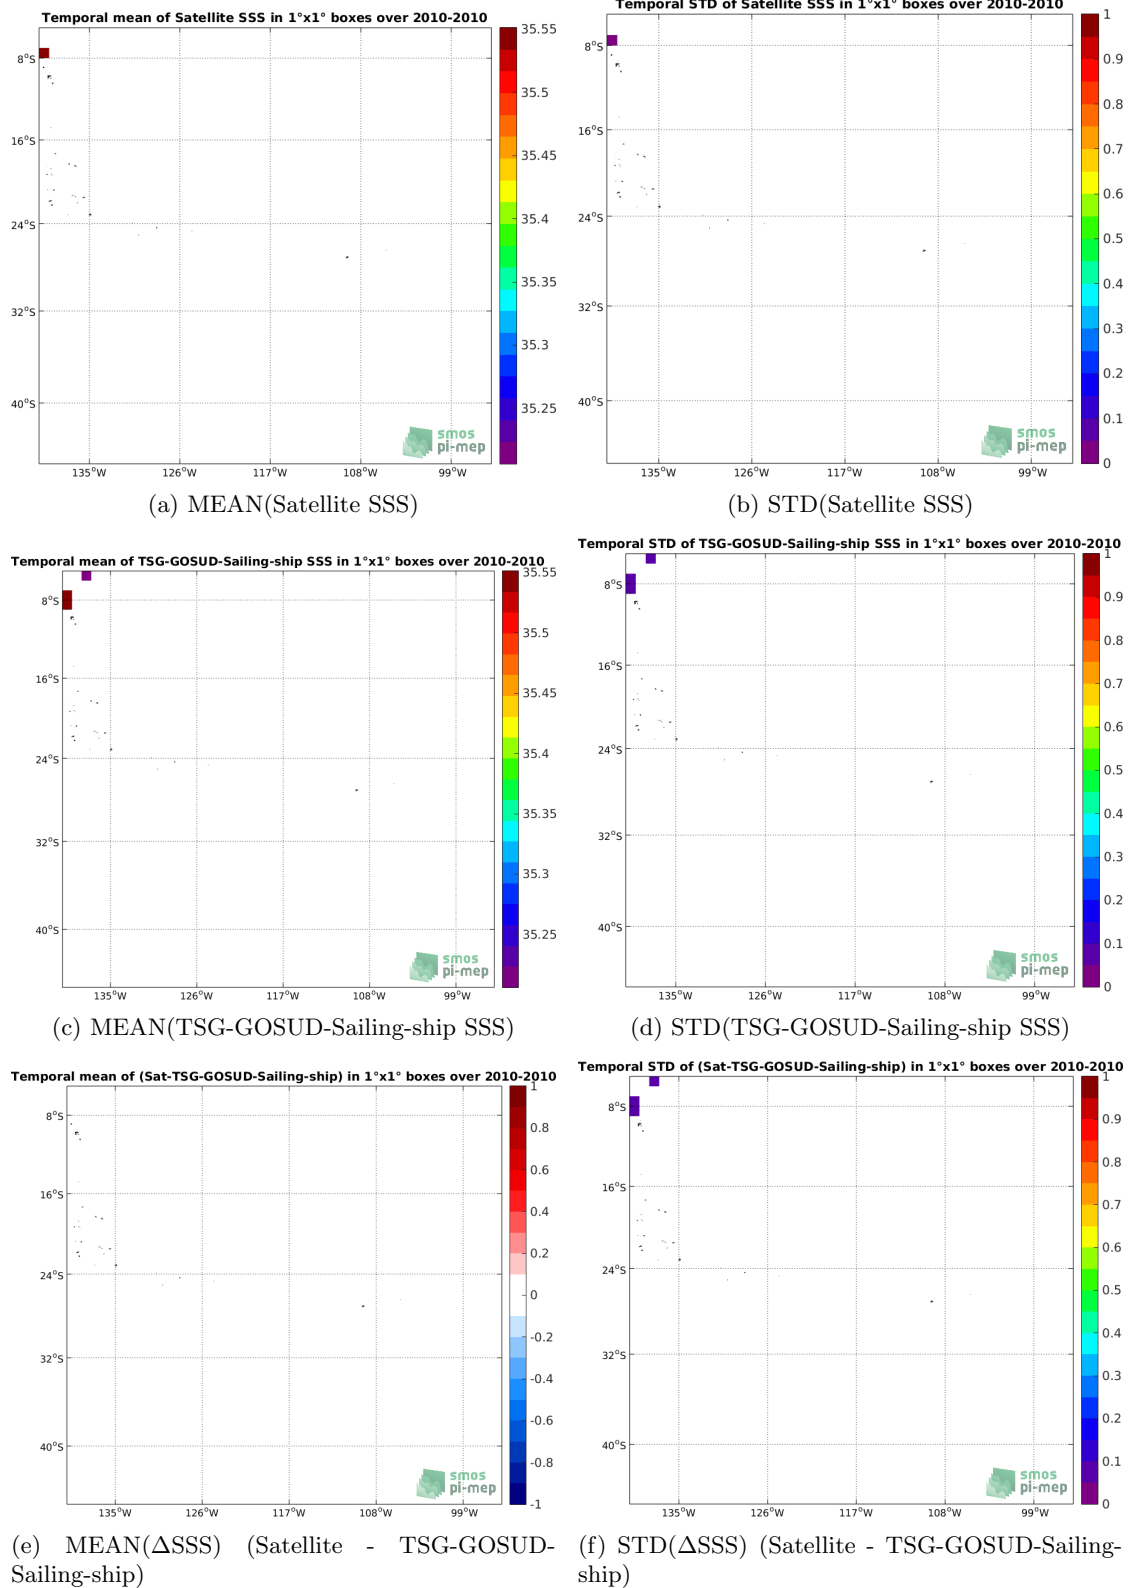 Temporal mean of Satellite SSS in 1°x1° boxes over 2010-2010
8°S
16°S
24°S
32°S
40°S
135°W 126°W 117°W 108°W 99°W
35.55
35.5
35.45
35.4
35.35
35.3
35.25
smos
pi-mep
(a) MEAN(Satellite SSS)
Temporal STD of Satellite SSS in 1°x1° boxes over 2010-2010
8°S
16°S
24°S
32°S
40°S
135°W 126°W 117°W 108°W 99°W
1
0.9
0.8
0.7
0.6
0.5
0.4
0.3
0.2
0.1
0
smos
pi-mep
(b) STD(Satellite SSS)
Temporal mean of TSG-GOSUD-Sailing-ship SSS in 1°x1° boxes over 2010-2010
8°S
16°S
24°S
32°S
40°S
135°W 126°W 117°W 108°W 99°W
35.55
35.5
35.45
35.4
35.35
35.3
35.25
smos
pi-mep
(c) MEAN(TSG-GOSUD-Sailing-ship SSS)
Temporal STD of TSG-GOSUD-Sailing-ship SSS in 1°x1° boxes over 2010-2010
8°S
16°S
24°S
32°S
40°S
135°W 126°W 117°W 108°W 99°W
1
0.9
0.8
0.7
0.6
0.5
0.4
0.3
0.2
0.1
0
smos
pi-mep
(d) STD(TSG-GOSUD-Sailing-ship SSS)
Temporal mean of (Sat-TSG-GOSUD-Sailing-ship) in 1°x1° boxes over 2010-2010
8°S
16°S
24°S
32°S
40°S
135°W 126°W 117°W 108°W 99°W
1
0.8
0.6
0.4
0.2
0
-0.2
-0.4
-0.6
-0.8
-1
smos
pi-mep
(e) MEAN(ΔSSS) (Satellite - TSG-GOSUD-
Sailing-ship)
Temporal STD of (Sat-TSG-GOSUD-Sailing-ship) in 1°x1° boxes over 2010-2010
8°S
16°S
24°S
32°S
40°S
135°W 126°W 117°W 108°W 99°W
1
0.9
0.8
0.7
0.6
0.5
0.4
0.3
0.2
0.1
0
smos
pi-mep
(f) STD(ΔSSS) (Satellite - TSG-GOSUD-Sailing-
ship)